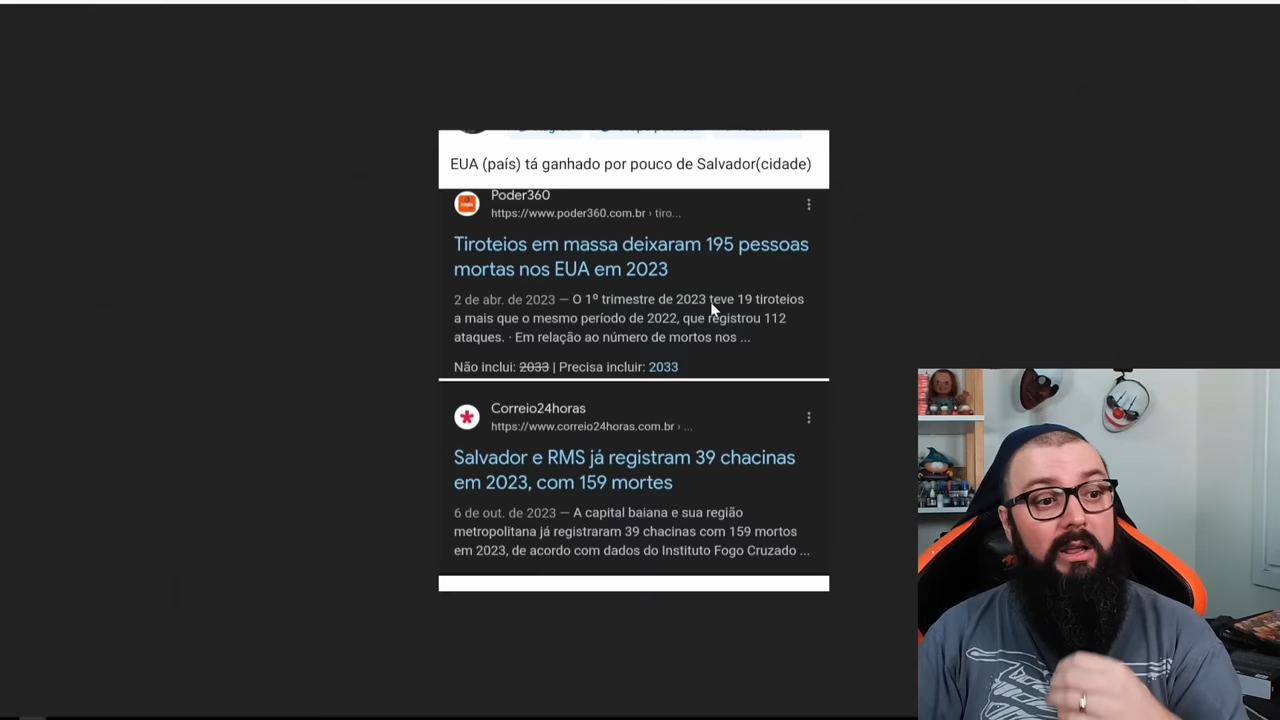 EUA (país) tá ganhado por pouco de Salvador(cidade)
Poder360
https://www.poder360.com.br › tiro...
Tiroteios em massa deixaram 195 pessoas
mortas nos EUA em 2023
2 de abr. de 2023 — O 1º trimestre de 2023 teve 19 tiroteios
a mais que o mesmo período de 2022, que registrou 112
ataques. · Em relação ao número de mortos nos ...
Não inclui: 2033 | Precisa incluir: 2033
Correio24horas
https://www.correio24horas.com.br › ...
Salvador e RMS já registram 39 chacinas
em 2023, com 159 mortes
6 de out. de 2023 — A capital baiana e sua região
metropolitana já registraram 39 chacinas com 159 mortos
em 2023, de acordo com dados do Instituto Fogo Cruzado ...